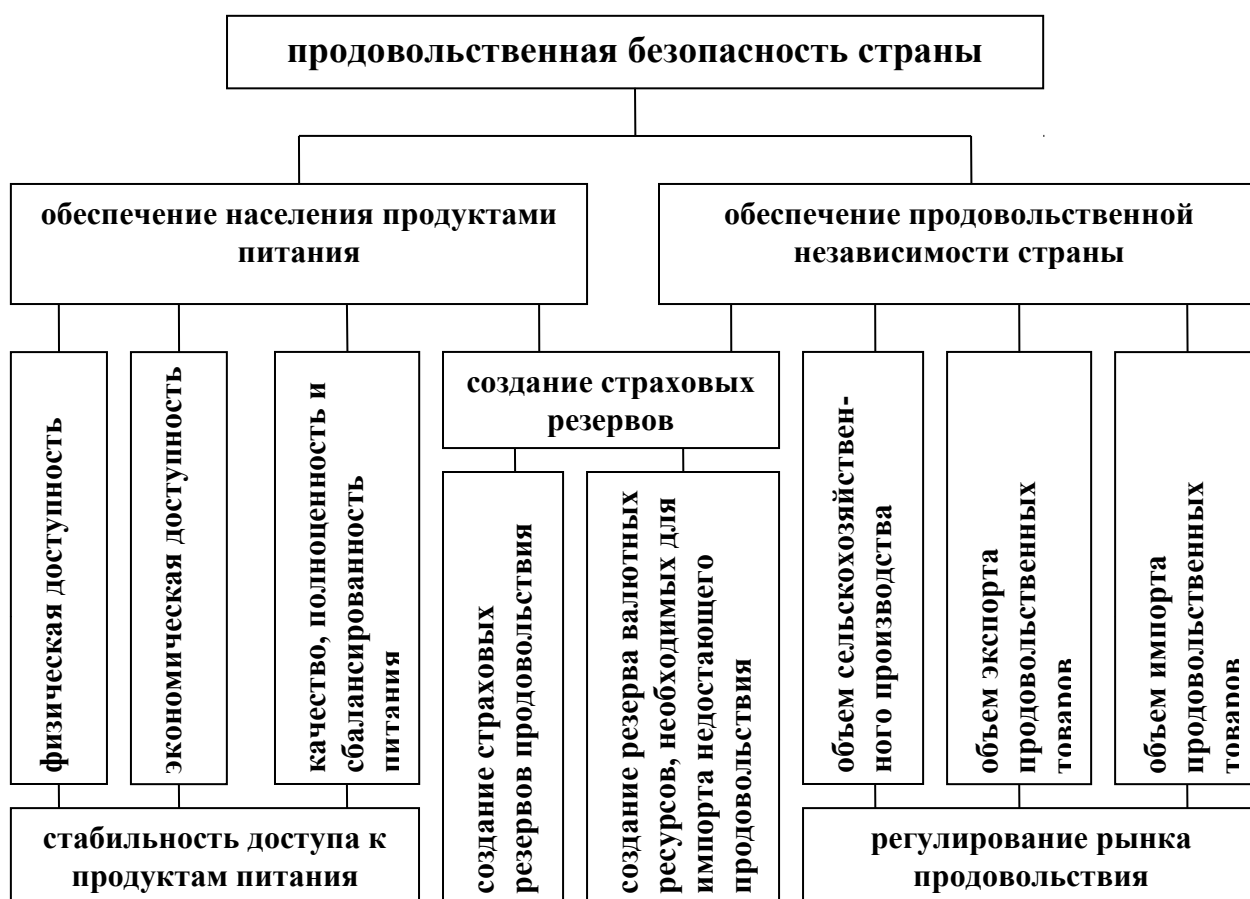 продовольственная безопасность страны
обеспечение населения продуктами
питания
обеспечение продовольственной
независимости страны
физическая доступность
экономическая доступность
качество, полноценность и
сбалансированность
питания
создание страховых
резервов
создание страховых
резервов продовольствия
создание резерва валютных
ресурсов, необходимых для
импорта недостающего
продовольствия
объем сельскохозяйствен-
ного производства
объем экспорта
продовольственных
товаров
объем импорта
продовольственных
товаров
стабильность доступа к
продуктам питания
регулирование рынка
продовольствия